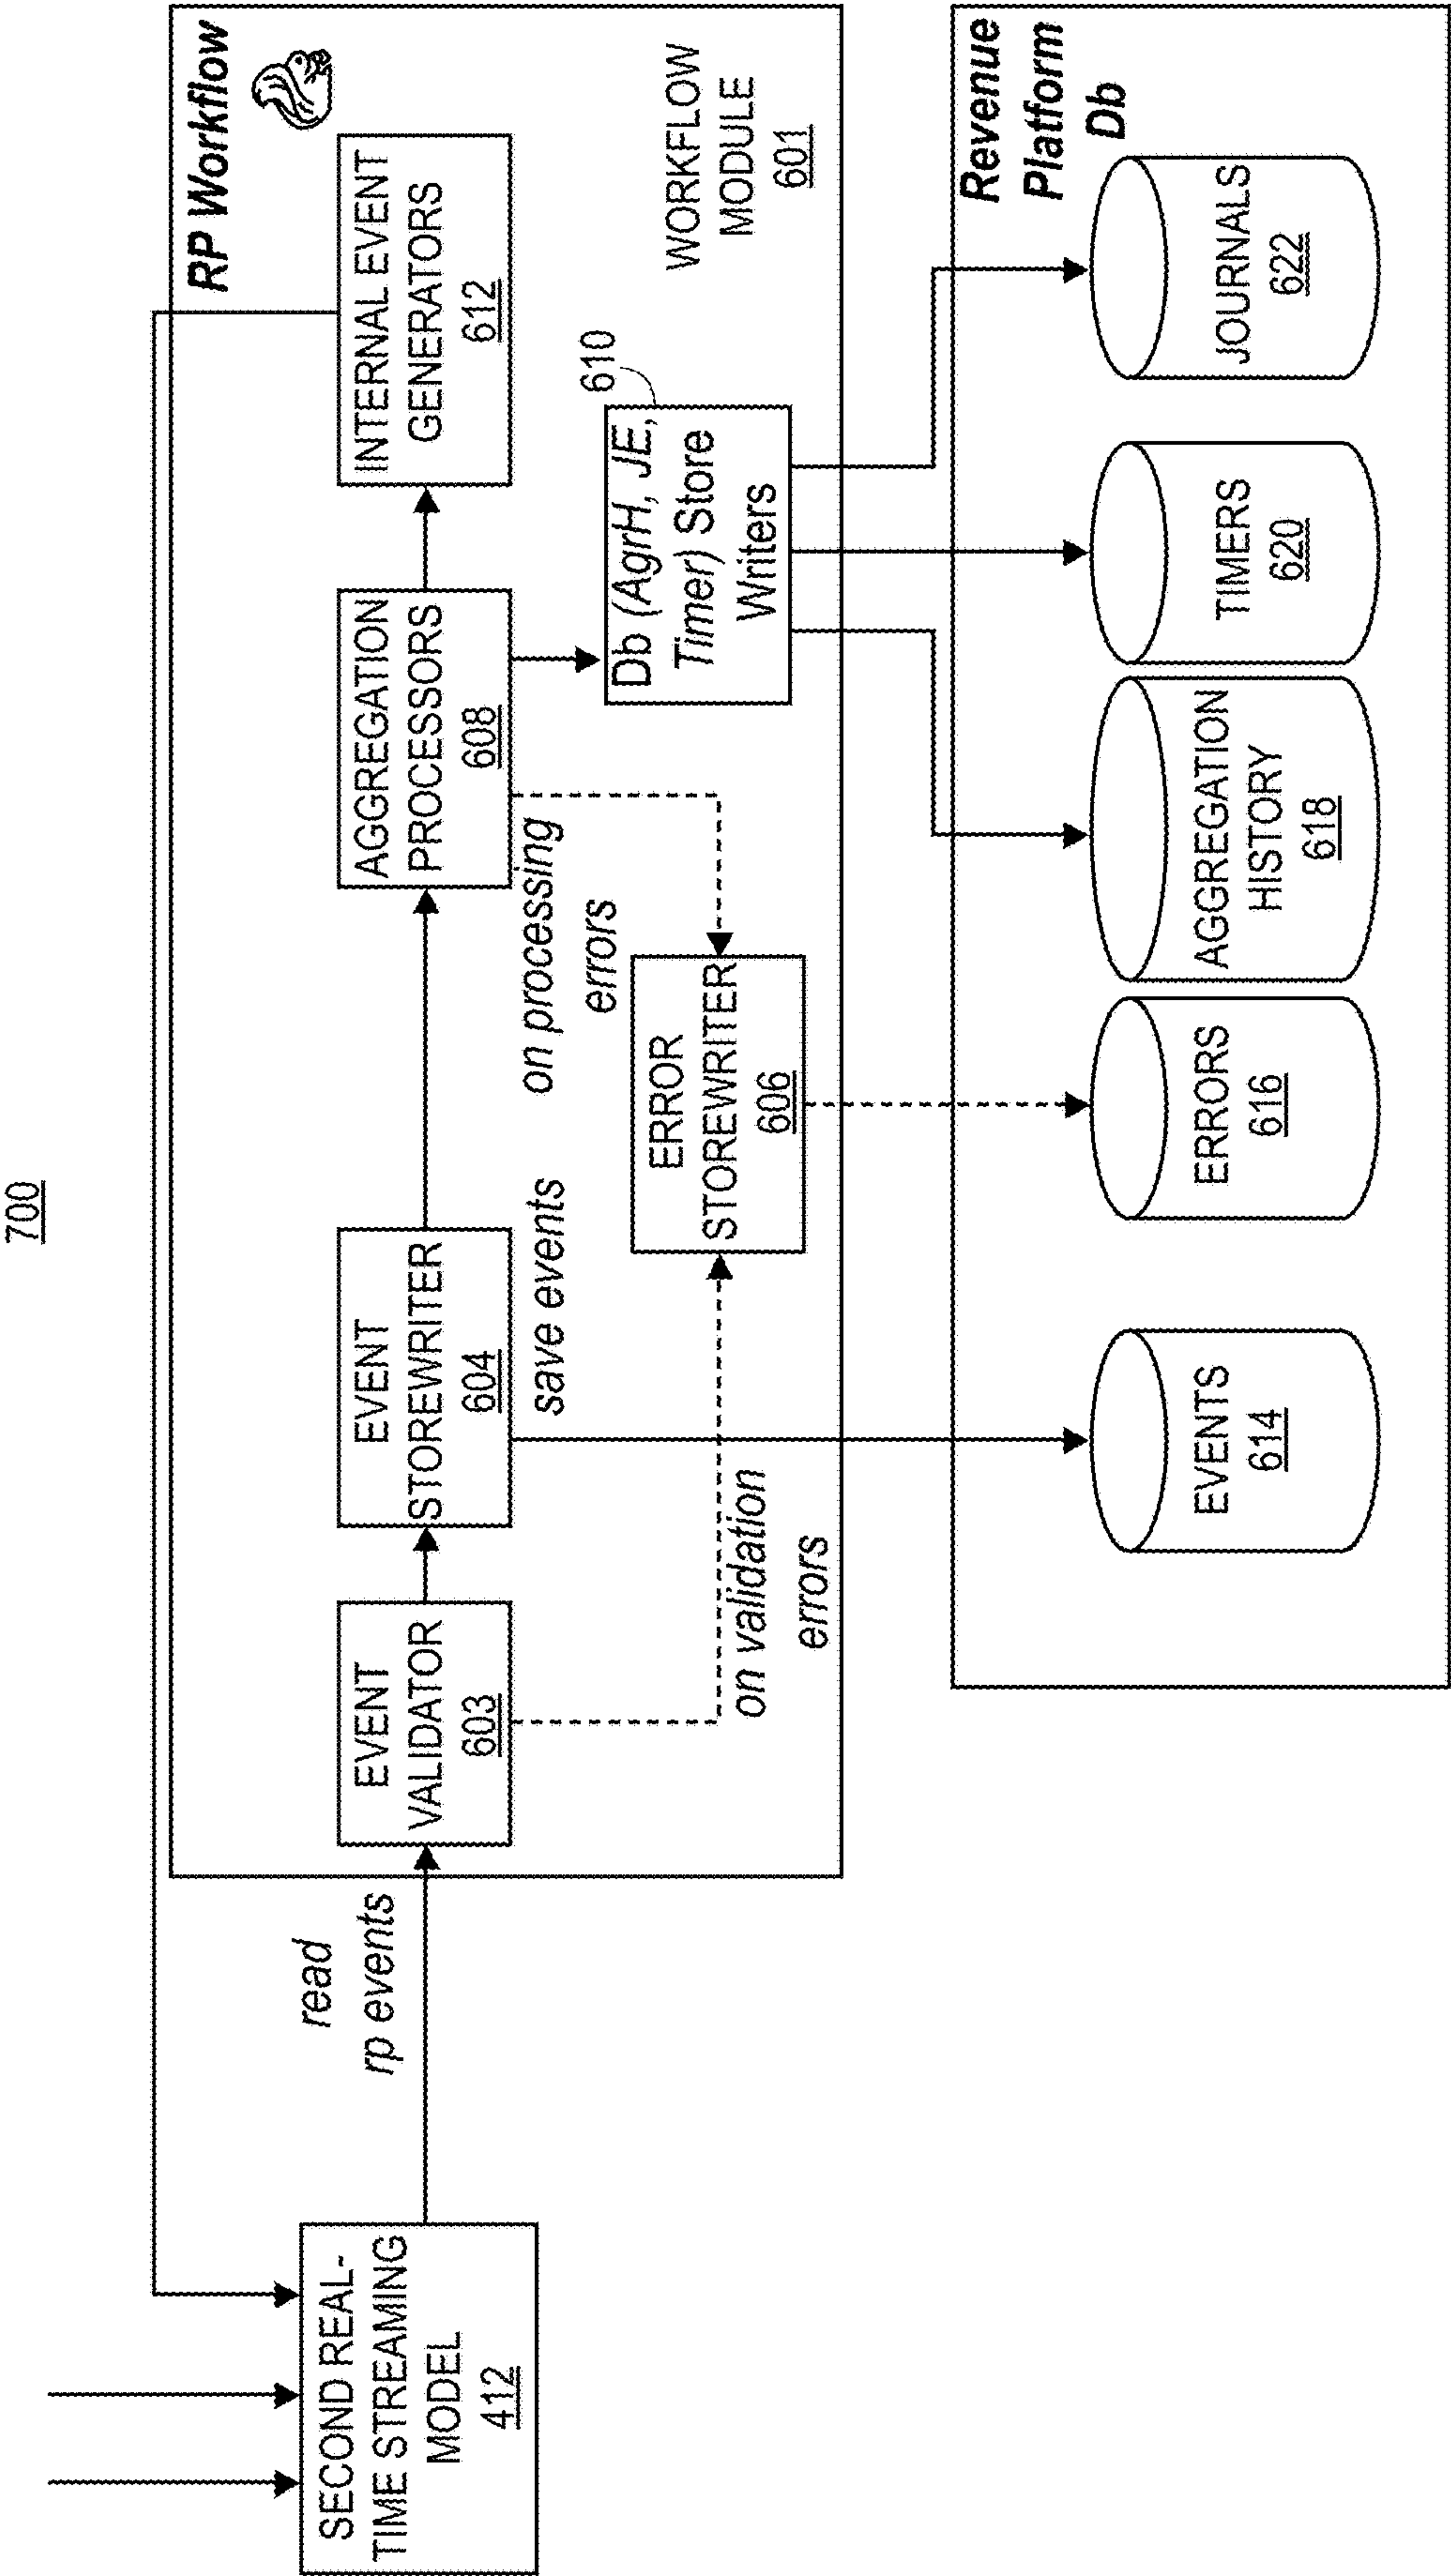 700
SECOND REAL-
TIME STREAMING
MODEL
412
read
rp events
RP Workflow
EVENT
VALIDATOR
603
EVENT
STOREWRITER
604
save events
AGGREGATION
PROCESSORS
608
INTERNAL EVENT
GENERATORS
612
on processing
errors
on validation
errors
ERROR
STOREWRITER
606
610
Db (AgrH, JE,
Timer) Store
Writers
WORKFLOW
MODULE
601
Revenue
Platform
Db
EVENTS
614
ERRORS
616
AGGREGATION
HISTORY
618
TIMERS
620
JOURNALS
622